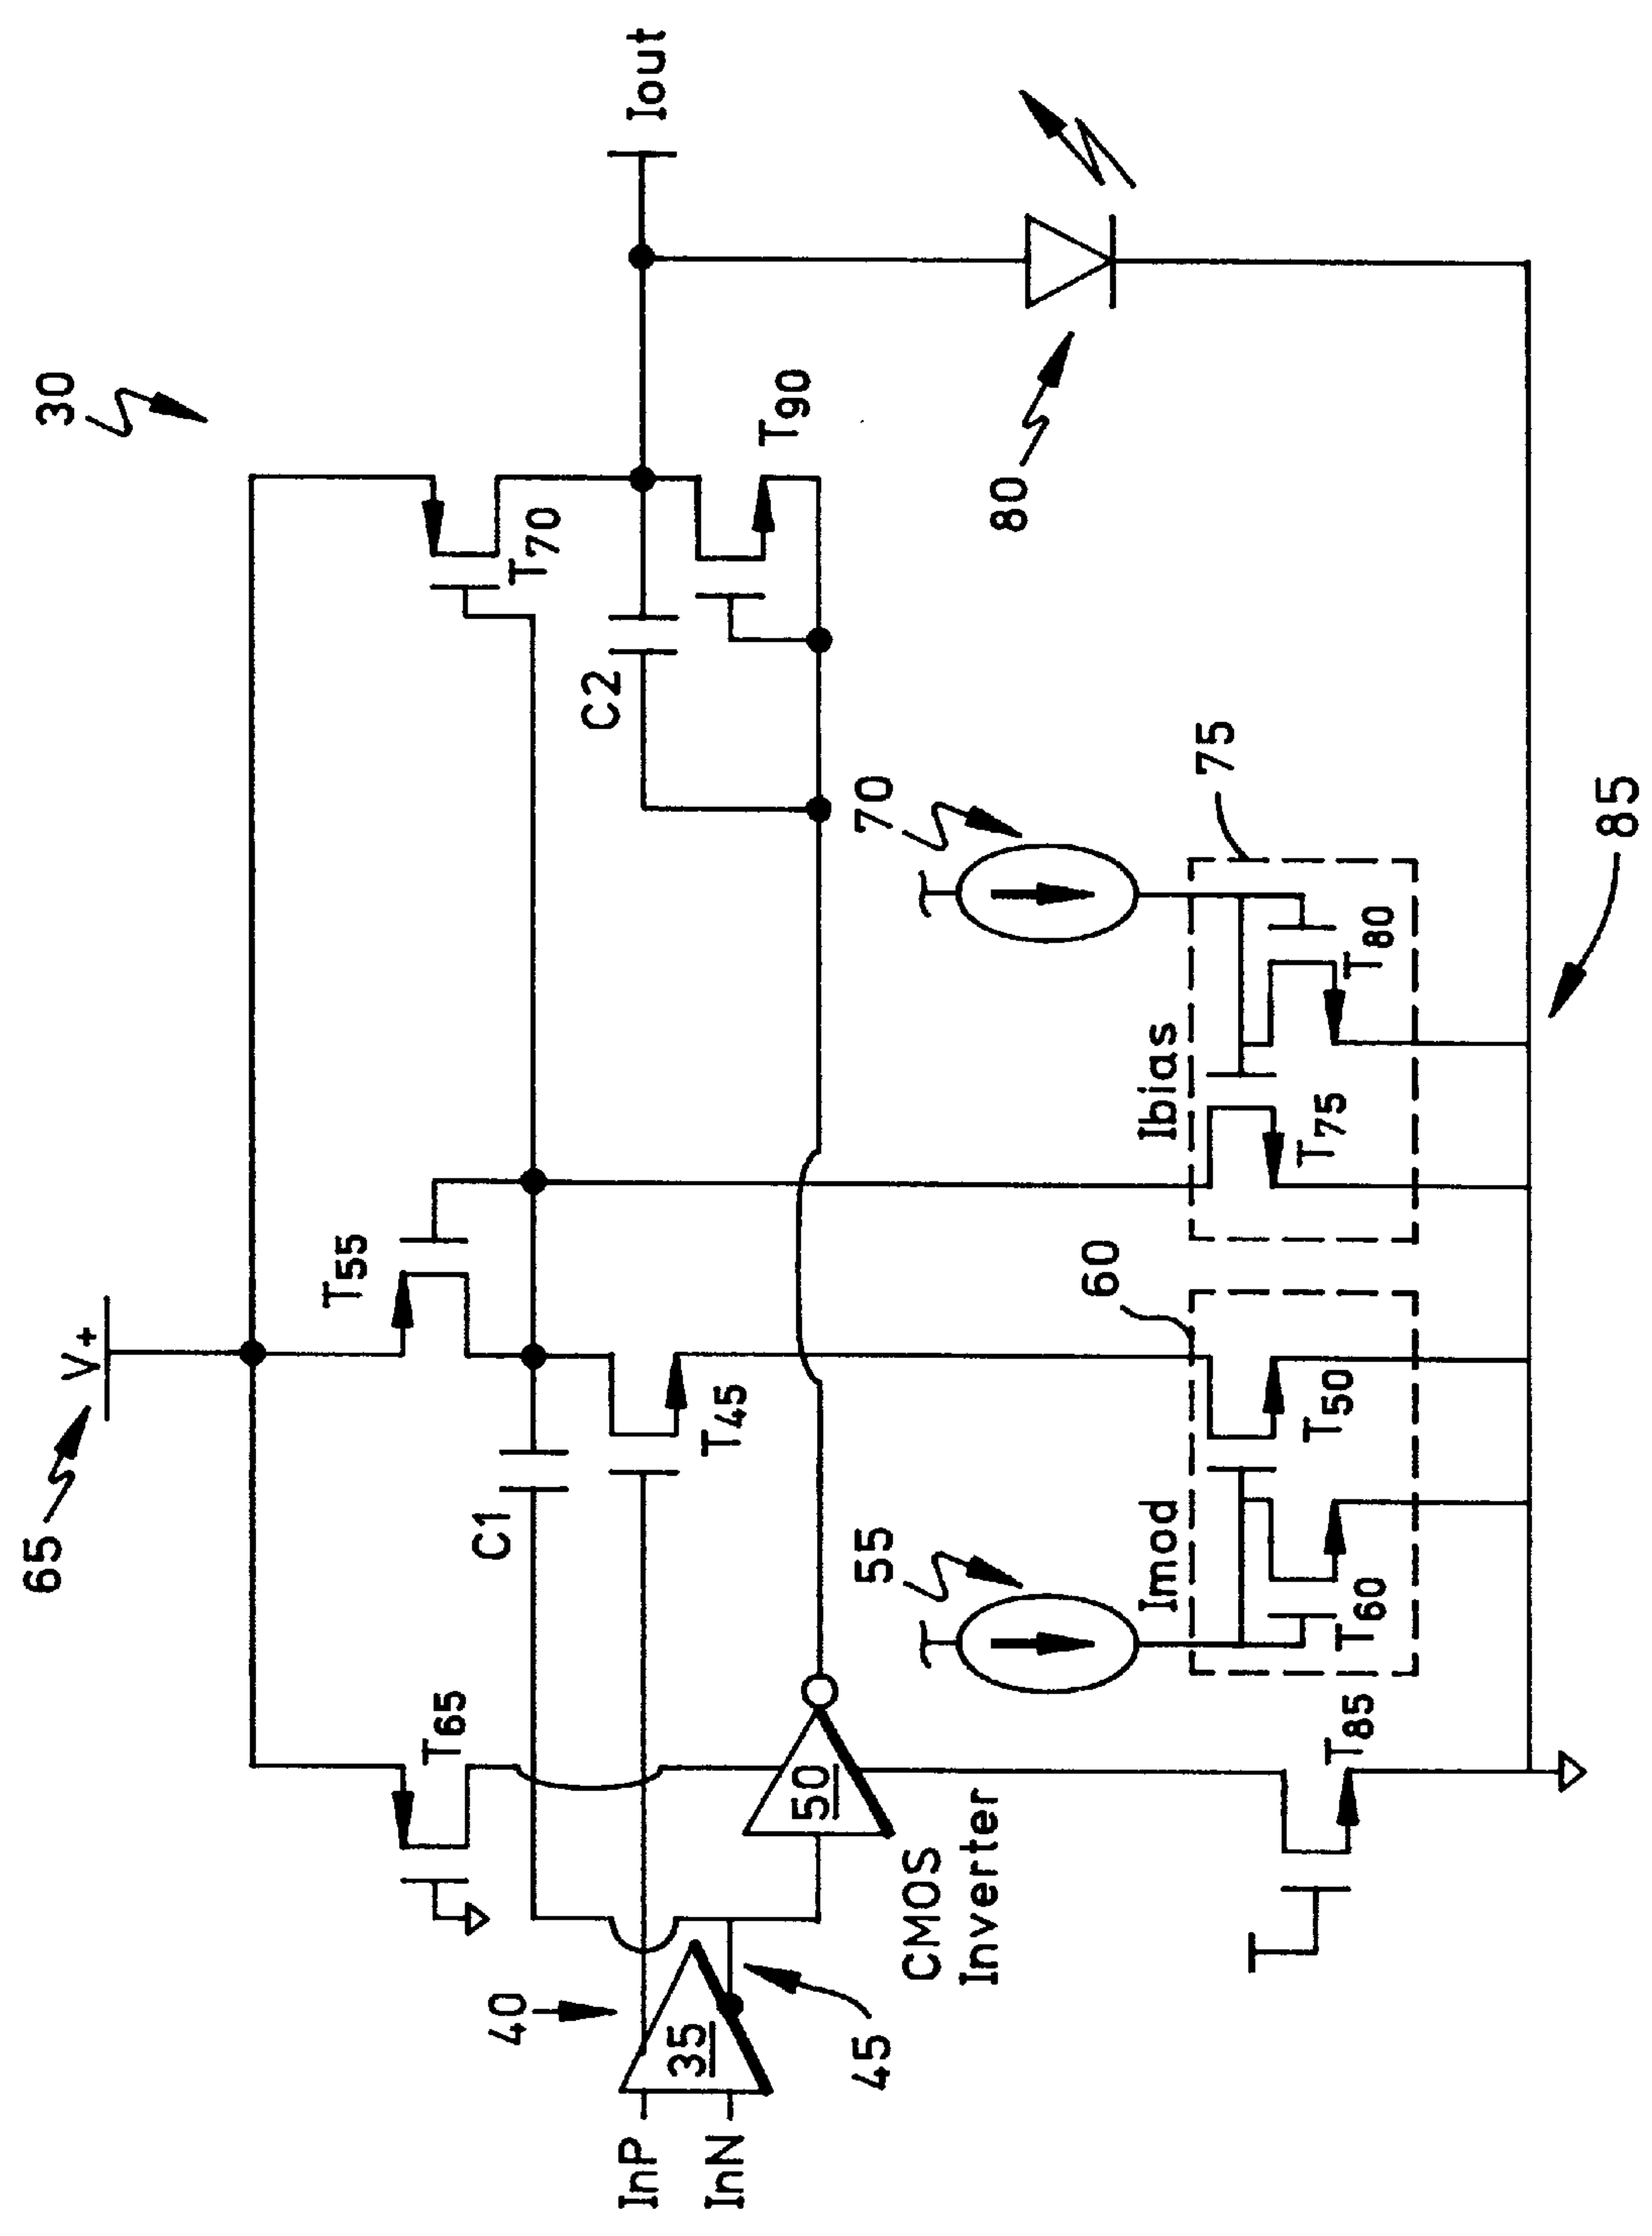 30
65
V+
T65
T55
T70
C1
C2
Iout
T45
T90
40
InP
InN
35
45
50
CMOS
Inverter
55
70
80
Imod
60
Ibias
75
T60
T50
T75
T80
T85
85